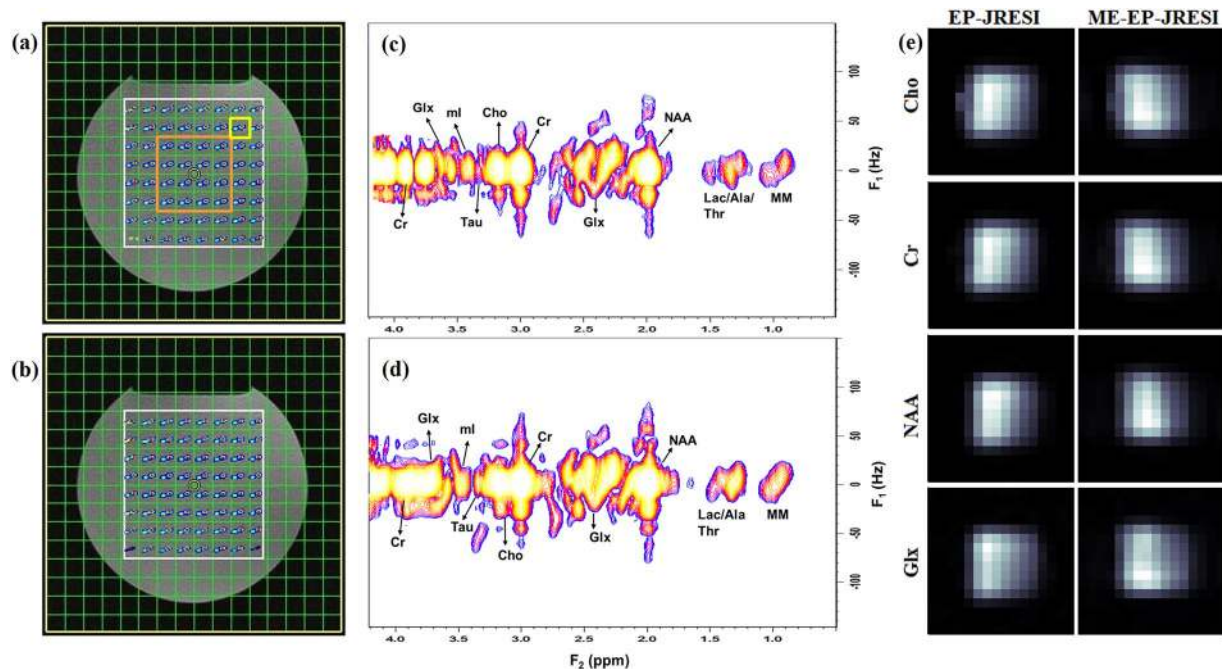 EP-JRESI ME-EP-JRESI
(a)
(c)
(e)
Glx mI Cho Cr NAA
Cr Tau Glx Lac/Ala/
Thr
MM
100
50
0
-50
-100
F1 (Hz)
4.0 3.5 3.0 2.5 2.0 1.5 1.0
(b)
(d)
Glx mI Cr NAA
Cr Tau Cho Glx Lac/Ala
Thr
MM
100
50
0
-50
-100
F1 (Hz)
4.0 3.5 3.0 2.5 2.0 1.5 1.0
F2 (ppm)
Cho
Cr
NAA
Glx